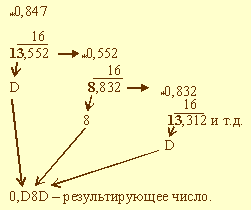 ×0,847
16
13,552
×0,552
16
D
8,832
×0,832
16
8
13,312 и т.д.
D
0,D8D – результирующее число.